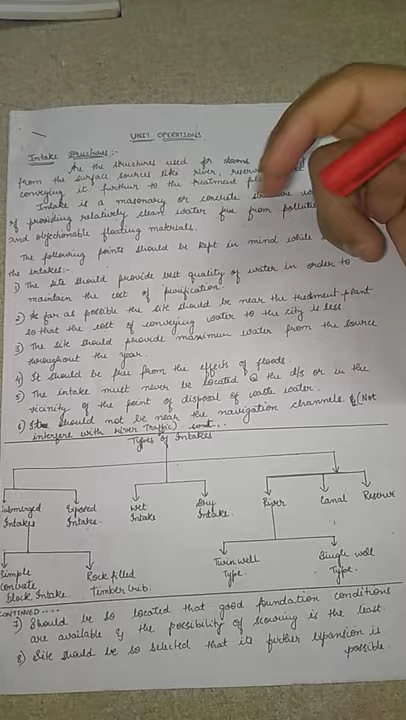 UNIT OPERATIONS
Intake Structures :-
Are the structures used for
from the surface sources like river,
conveying it further to the treatment
Intake is a masonary or concrete
of providing relatively clean water free from
and objectionable floating materials.
The following points should be kept in mind while
the intakes:-
1) The site should provide best quality of water in order to
maintain the cost of purification.
2) As far as possible the site should be near the treatment plant
so that the cost of conveying water to the city is less.
3) The site should provide maximum water from the source
throughout the year.
4) It should be free from the effects of floods.
5) The intake must never be located @ the d/s or in the
vicinity of the point of disposal of waste water.
6) should not be near the navigation channels. (Not
interfere with River Traffic) cont...
Types of Intakes
Submerged Intakes
Exposed Intake.
Wet Intake
Dry Intake.
River
Canal
Simple Concrete block Intake.
Rock filled timber crib.
Twin well Type.
Single well Type.
CONTINUED ....
7) Should be so located that good foundation conditions
are available & the possibility of scouring is the least.
8) Site should be so selected that its further expansion is
possible.